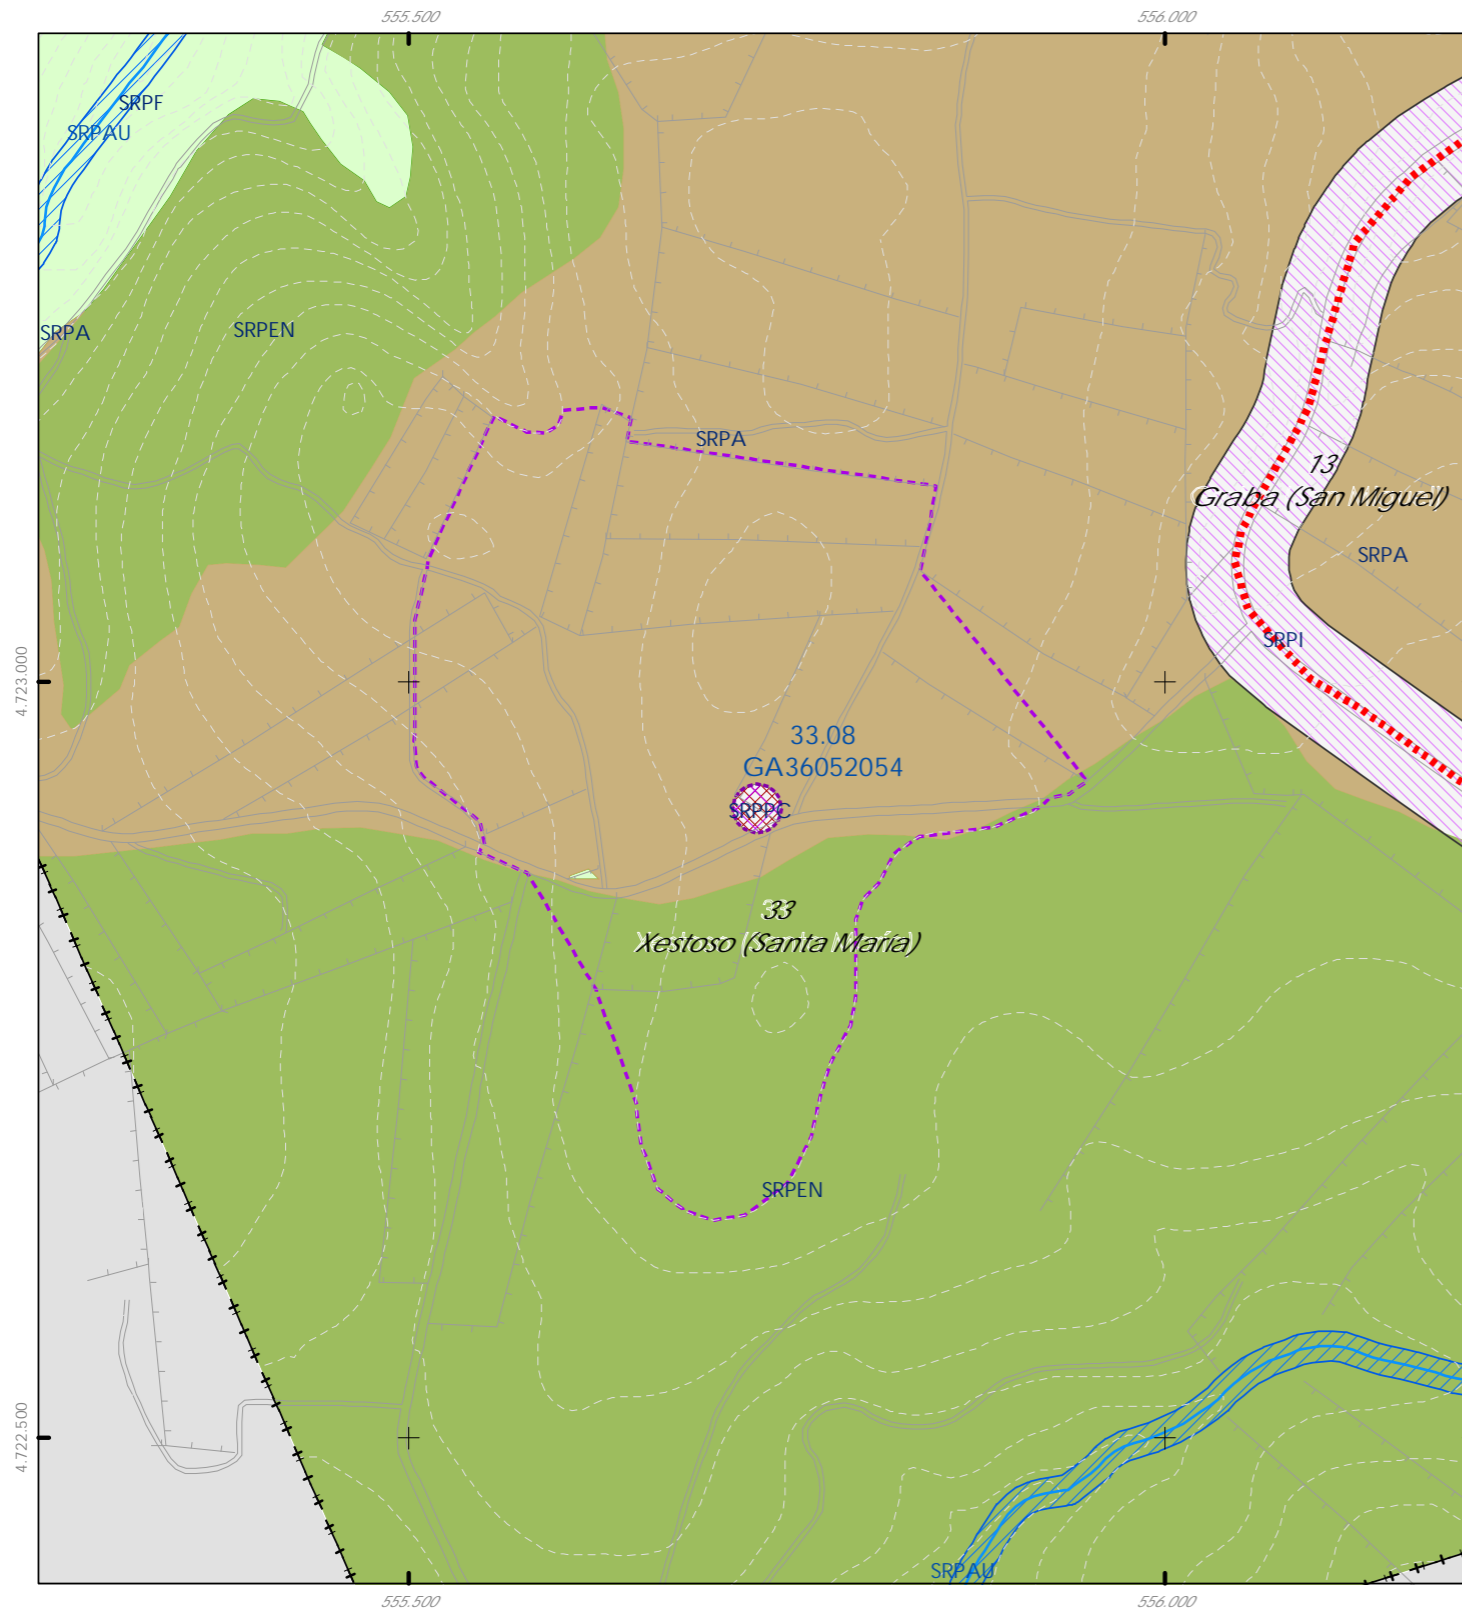 555.500
556.000
SRPF
SRPAU
SRPA
SRPEN
SRPA
13
Graba (San Miguel)
SRPA
SRPI
4.723.000
33.08
GA36052054
SRPPC
33
Xestoso (Santa María)
SRPEN
4.722.500
SRPAU
555.500
556.000